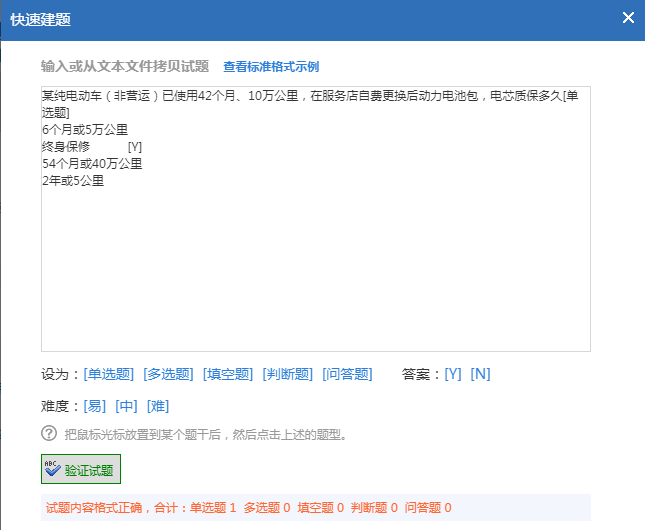 快速建题
输入或从文本文件拷贝试题 查看标准格式示例
某纯电动车（非营运）已使用42个月、10万公里，在服务店自费更换后动力电池包，电芯质保多久[单
选题]
6个月或5万公里
终身保修 [Y]
54个月或40万公里
2年或5公里
设为：[单选题] [多选题] [填空题] [判断题] [问答题] 答案：[Y] [N]
难度：[易] [中] [难]
? 把鼠标光标放置到某个题干后，然后点击上述的题型。
ABC 验证试题
试题内容格式正确，合计：单选题 1 多选题 0 填空题 0 判断题 0 问答题 0